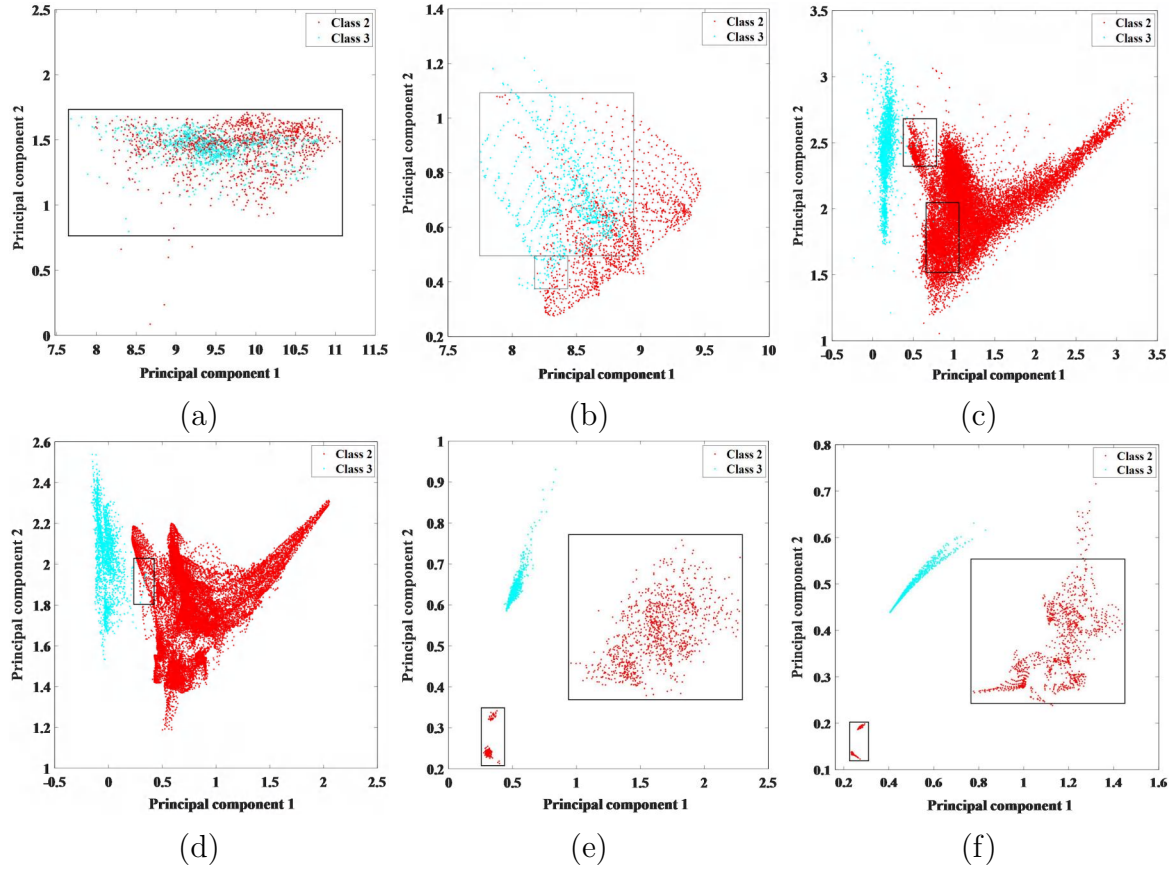 2.5
2
1.5
1
0.5
0
7.5 8 8.5 9 9.5 10 10.5 11 11.5
Principal component 1
Principal component 2
Class 2
Class 3
(a)
1.4
1.2
1
0.8
0.6
0.4
0.2
7.5 8 8.5 9 9.5 10
Principal component 1
Principal component 2
Class 2
Class 3
(b)
3.5
3
2.5
2
1.5
1
-0.5 0 0.5 1 1.5 2 2.5 3 3.5
Principal component 1
Principal component 2
Class 2
Class 3
(c)
2.6
2.4
2.2
2
1.8
1.6
1.4
1.2
1
-0.5 0 0.5 1 1.5 2 2.5
Principal component 1
Principal component 2
Class 2
Class 3
(d)
1
0.9
0.8
0.7
0.6
0.5
0.4
0.3
0.2
0 0.5 1 1.5 2 2.5
Principal component 1
Principal component 2
Class 2
Class 3
(e)
0.8
0.7
0.6
0.5
0.4
0.3
0.2
0.1
0.2 0.4 0.6 0.8 1 1.2 1.4 1.6
Principal component 1
Principal component 2
Class 2
Class 3
(f)